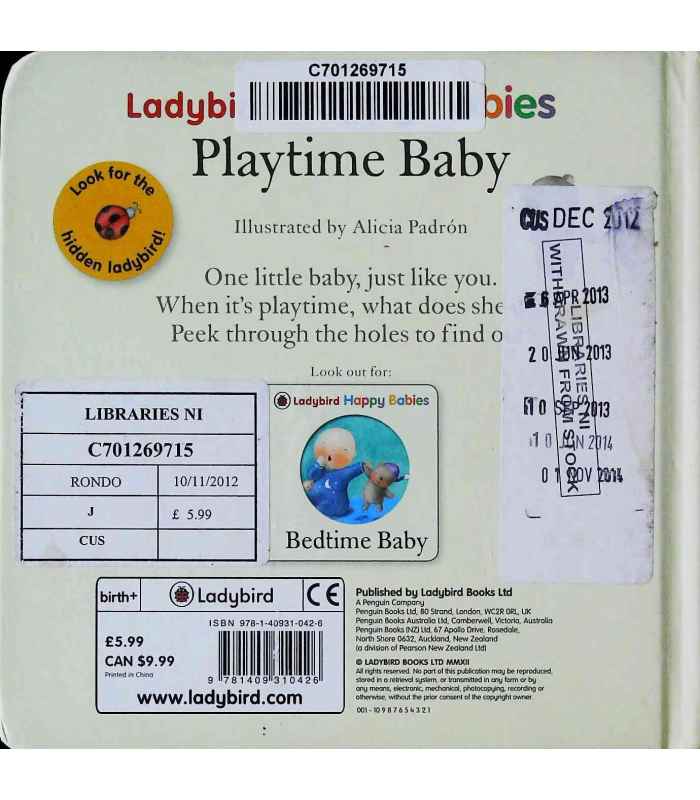 C701269715
Ladybi bies
Playtime Baby
Look for the
hidden ladybird!
Illustrated by Alicia Padrón
One little baby, just like you.
When it's playtime, what does she
Peek through the holes to find o
Look out for:
Ladybird Happy Babies
Bedtime Baby
LIBRARIES NI
C701269715
RONDO 10/11/2012
J £ 5.99
CUS
CUS DEC 2012
6 APR 2013
20 JUN 2013
10 SEP 2013
10 JUN 2014
01 NOV 2014
LIBRARIES NI
WITHDRAWN FROM STOCK
birth+ Ladybird CE
£5.99
CAN $9.99
Printed in China
ISBN 978-1-40931-042-6
9 781409 310426
www.ladybird.com
Published by Ladybird Books Ltd
A Penguin Company
Penguin Books Ltd, 80 Strand, London, WC2R 0RL, UK
Penguin Books Australia Ltd, Camberwell, Victoria, Australia
Penguin Books (NZ) Ltd, 67 Apollo Drive, Rosedale,
North Shore 0632, Auckland, New Zealand
(a division of Pearson New Zealand Ltd)
© LADYBIRD BOOKS LTD MMXII
All rights reserved. No part of this publication may be reproduced,
stored in a retrieval system, or transmitted in any form or
by any means, electronic, mechanical, photocopying, recording or
otherwise, without the prior consent of the copyright owner.
001 - 10 9 8 7 6 5 4 3 2 1